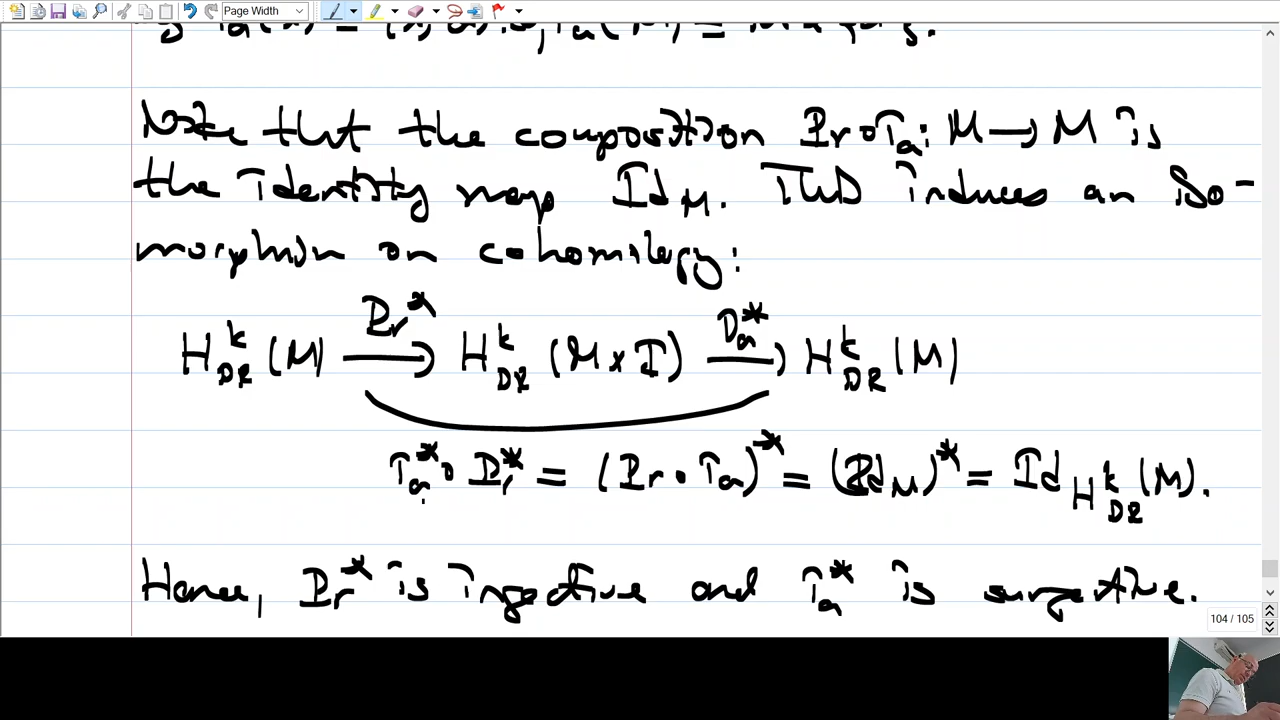 Page Width
Note that the composition Pr∘i_a: M → M is
the identity map Id_M. This induces an iso-
morphism on cohomology:
Pr^* i_a^*
H^k_DR(M) → H^k_DR(M×I) → H^k_DR(M)
i_a^* ∘ Pr^* = (Pr∘i_a)^* = (Id_M)^* = Id_{H^k_DR(M)}.
Hence, Pr^* is injective and i_a^* is surjective.
104 / 105